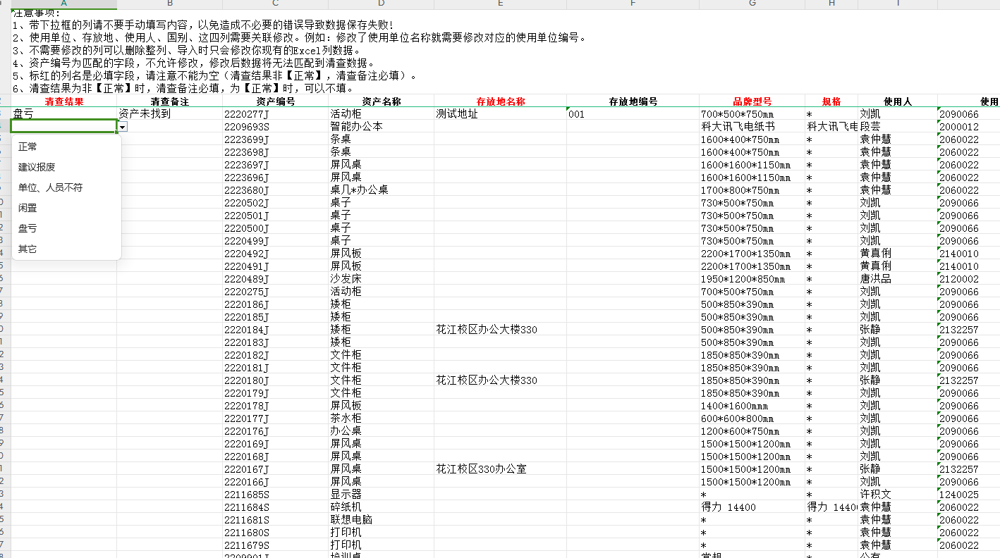 A B C D E F G H I
注意事项:
1、带下拉框的列请不要手动填写内容，以免造成不必要的错误导致数据保存失败!
2、使用单位、存放地、使用人、国别、这四列需要关联修改。例如: 修改了使用单位名称就需要修改对应的使用单位编号。
3、不需要修改的列可以删除整列、导入时只会修改你现有的Excel列数据。
4、资产编号为匹配的字段，不允许修改，修改后数据将无法匹配到清查数据。
5、标红的列名是必填字段，请注意不能为空（清查结果非【正常】，清查备注必填）。
6、清查结果为非【正常】时，清查备注必填，为【正常】时，可以不填。
清查结果 清查备注 资产编号 资产名称 存放地名称 存放地编号 品牌型号 规格 使用人 使用
盘亏 资产未找到 2220277J 活动柜 测试地址 001 700*500*750mm * 刘凯 2090066
2209693S 智能办公本 科大讯飞电纸书 科大讯飞电 段芸 2000012
正常
建议报废
单位、人员不符
闲置
盘亏
其它
2223699J 条桌 1600*400*750mm * 袁仲慧 2060022
2223698J 条桌 1600*400*750mm * 袁仲慧 2060022
2223697J 屏风桌 1600*1600*1150mm * 袁仲慧 2060022
2223696J 屏风桌 1600*1600*1150mm * 袁仲慧 2060022
2223680J 桌几*办公桌 1700*800*750mm * 袁仲慧 2060022
2220502J 桌子 730*500*750mm * 刘凯 2090066
2220501J 桌子 730*500*750mm * 刘凯 2090066
2220500J 桌子 730*500*750mm * 刘凯 2090066
2220499J 桌子 730*500*750mm * 刘凯 2090066
2220492J 屏风板 2200*1700*1350mm * 黄真俐 2140010
2220491J 屏风板 2200*1700*1350mm * 黄真俐 2140010
2220489J 沙发床 1950*1200*850mm * 唐洪品 2120002
2220275J 活动柜 700*500*750mm * 刘凯 2090066
2220186J 矮柜 500*850*390mm * 刘凯 2090066
2220185J 矮柜 500*850*390mm * 刘凯 2090066
2220184J 矮柜 花江校区办公大楼330 500*850*390mm * 张静 2132257
2220183J 矮柜 500*850*390mm * 刘凯 2090066
2220182J 文件柜 1850*850*390mm * 刘凯 2090066
2220181J 文件柜 1850*850*390mm * 刘凯 2090066
2220180J 文件柜 花江校区办公大楼330 1850*850*390mm * 张静 2132257
2220179J 文件柜 1850*850*390mm * 刘凯 2090066
2220178J 屏风板 1400*1600mmm * 刘凯 2090066
2220177J 茶水柜 600*600*800mm * 刘凯 2090066
2220176J 办公桌 1200*600*750mm * 刘凯 2090066
2220169J 屏风桌 1500*1500*1200mm * 刘凯 2090066
2220168J 屏风桌 1500*1500*1200mm * 刘凯 2090066
2220167J 屏风桌 花江校区330办公室 1500*1500*1200mm * 张静 2132257
2220166J 屏风桌 1500*1500*1200mm * 刘凯 2090066
2211685S 显示器 * * 许积文 1240025
2211684S 碎纸机 得力 14400 得力 1440 袁仲慧 2060022
2211681S 联想电脑 * * 袁仲慧 2060022
2211680S 打印机 * * 袁仲慧 2060022
2211679S 打印机 * * 袁仲慧 2060022
2209901J 培训桌 常规 * 公有